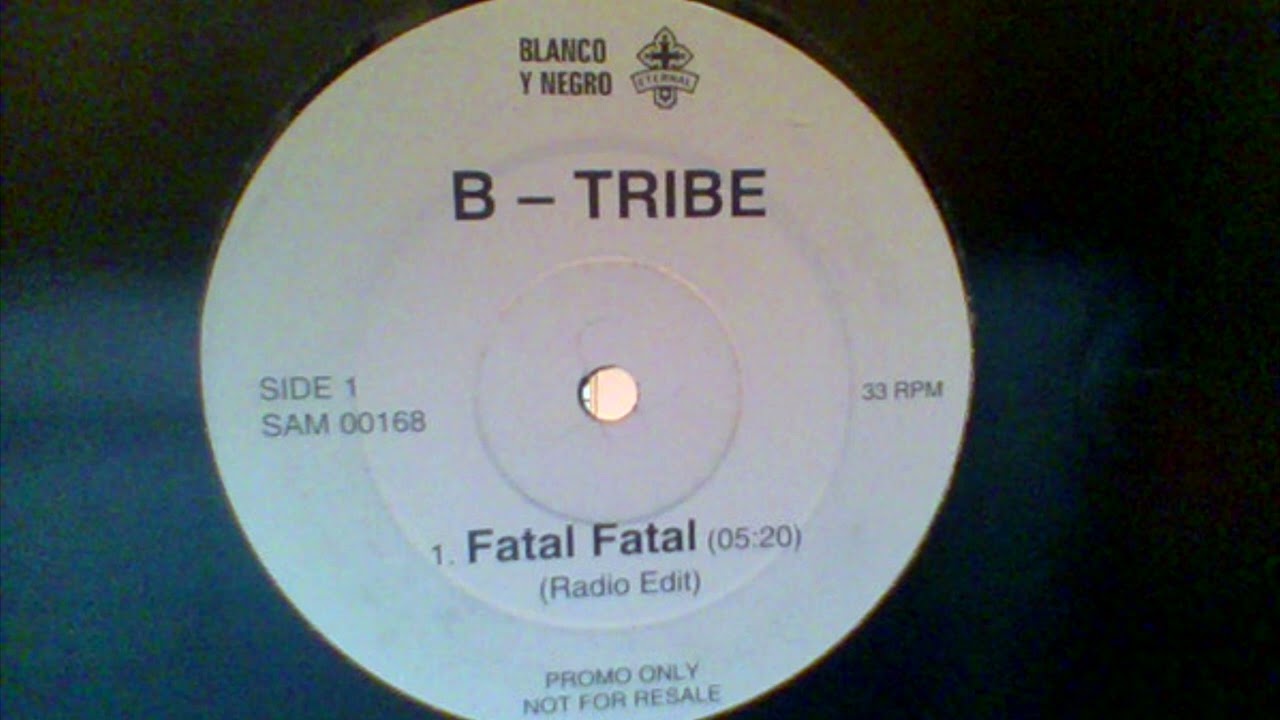 BLANCO
Y NEGRO
ETERNAL
B – TRIBE
SIDE 1
SAM 00168
33 RPM
1. Fatal Fatal (05:20)
(Radio Edit)
PROMO ONLY
NOT FOR RESALE